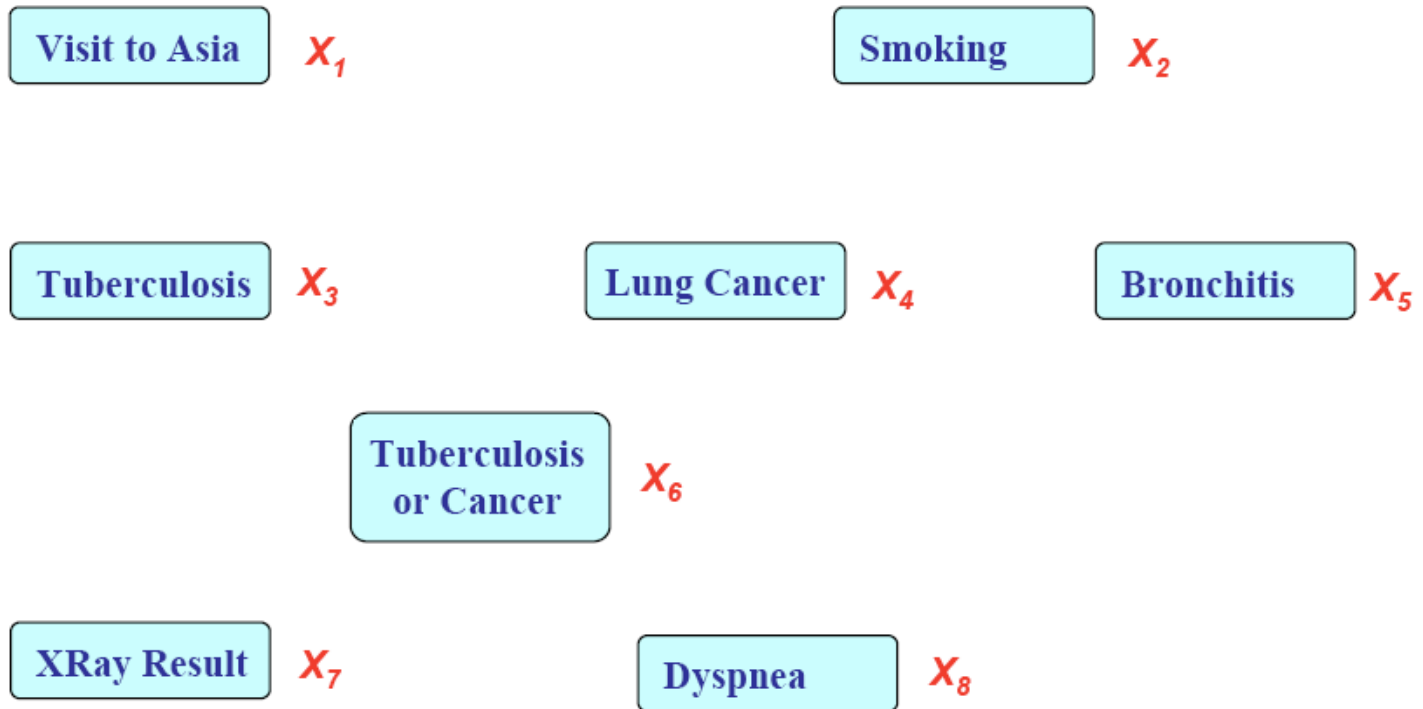 Visit to Asia X1
Smoking X2
Tuberculosis X3
Lung Cancer X4
Bronchitis X5
Tuberculosis
or Cancer X6
XRay Result X7
Dyspnea X8